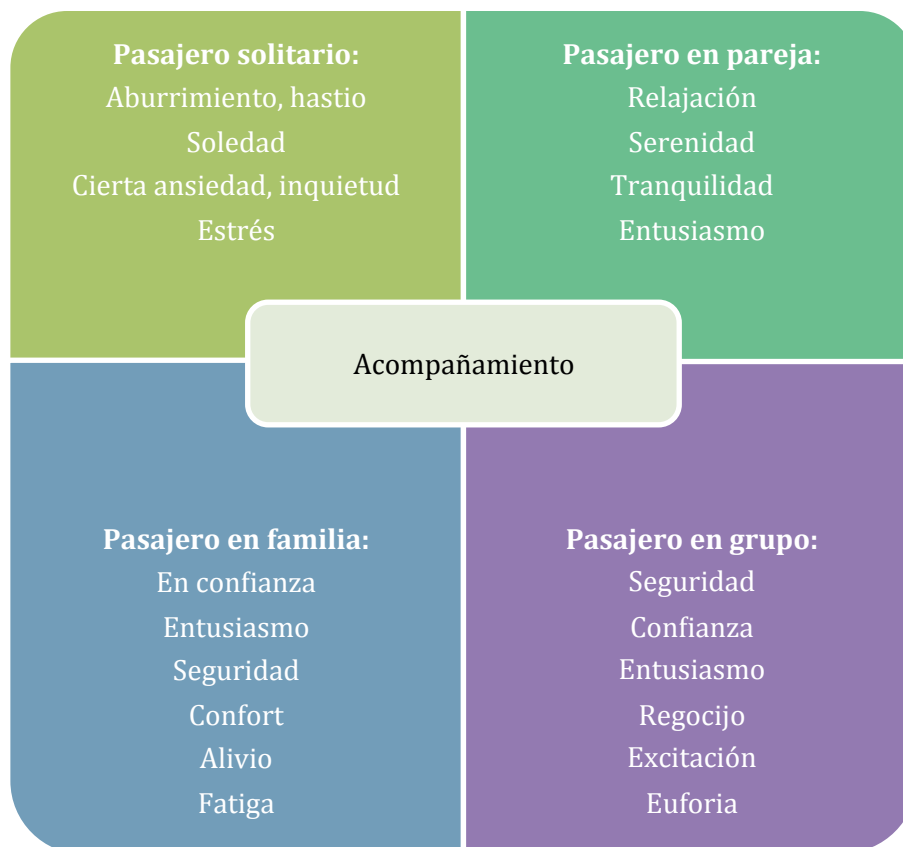 Pasajero solitario:
Aburrimiento, hastio
Soledad
Cierta ansiedad, inquietud
Estrés
Pasajero en pareja:
Relajación
Serenidad
Tranquilidad
Entusiasmo
Acompañamiento
Pasajero en familia:
En confianza
Entusiasmo
Seguridad
Confort
Alivio
Fatiga
Pasajero en grupo:
Seguridad
Confianza
Entusiasmo
Regocijo
Excitación
Euforia